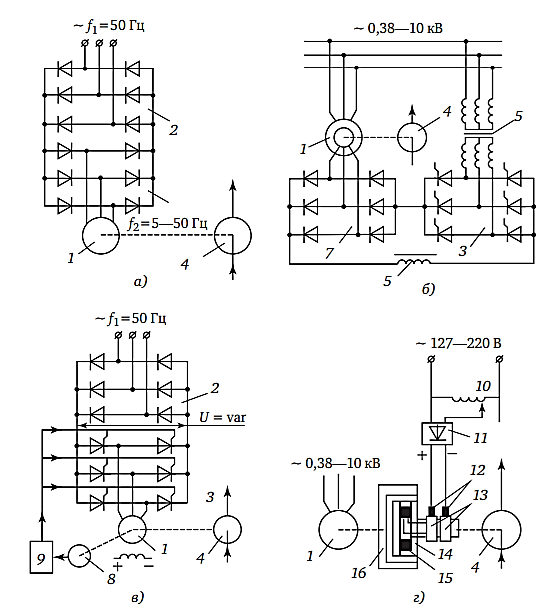 ~ f₁ = 50 Гц
2
f₂ = 5—50 Гц
1
4
а)
~ 0,38—10 кВ
4
5
1
7
3
5
б)
~ f₁ = 50 Гц
2
U = var
3
1
4
9
8
+ −
в)
~ 127—220 В
10
11
+ −
12
13
~ 0,38—10 кВ
1
16
14
15
4
г)